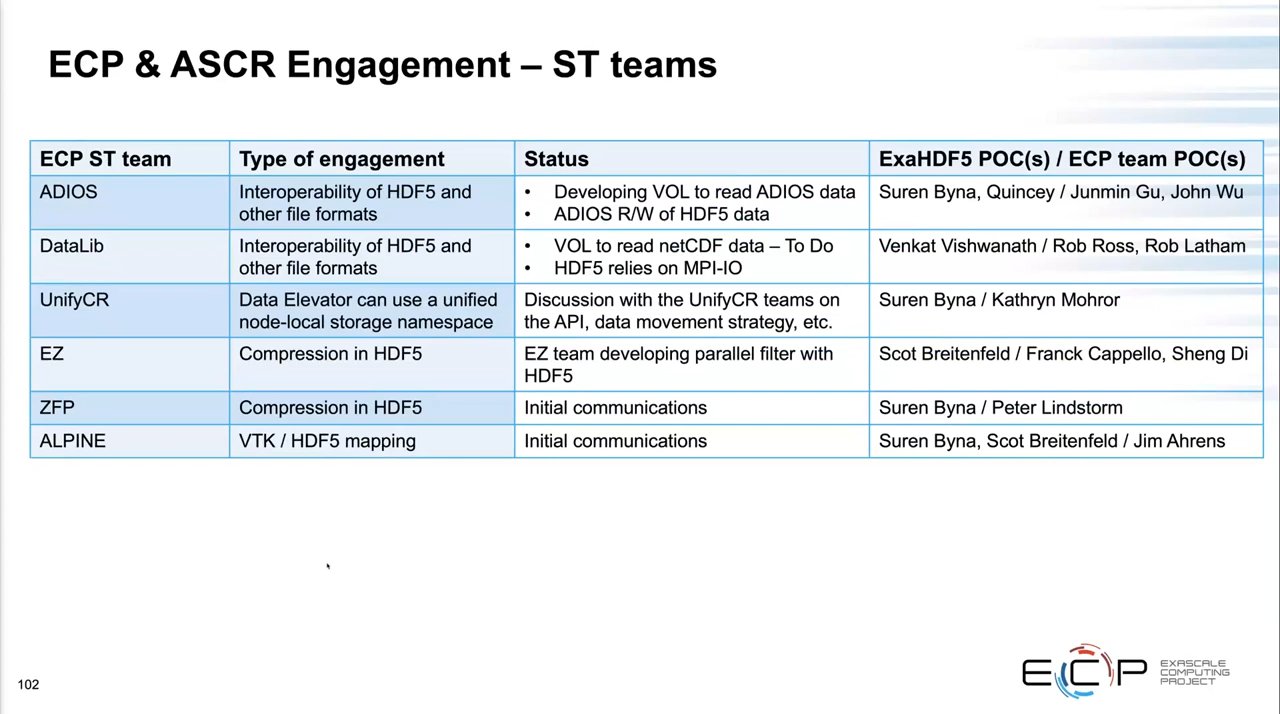 ECP & ASCR Engagement – ST teams
ECP ST team
Type of engagement
Status
ExaHDF5 POC(s) / ECP team POC(s)
ADIOS
Interoperability of HDF5 and
other file formats
• Developing VOL to read ADIOS data
• ADIOS R/W of HDF5 data
Suren Byna, Quincey / Junmin Gu, John Wu
DataLib
Interoperability of HDF5 and
other file formats
• VOL to read netCDF data – To Do
• HDF5 relies on MPI-IO
Venkat Vishwanath / Rob Ross, Rob Latham
UnifyCR
Data Elevator can use a unified
node-local storage namespace
Discussion with the UnifyCR teams on
the API, data movement strategy, etc.
Suren Byna / Kathryn Mohror
EZ
Compression in HDF5
EZ team developing parallel filter with
HDF5
Scot Breitenfeld / Franck Cappello, Sheng Di
ZFP
Compression in HDF5
Initial communications
Suren Byna / Peter Lindstorm
ALPINE
VTK / HDF5 mapping
Initial communications
Suren Byna, Scot Breitenfeld / Jim Ahrens
102
ECP
EXASCALE
COMPUTING
PROJECT